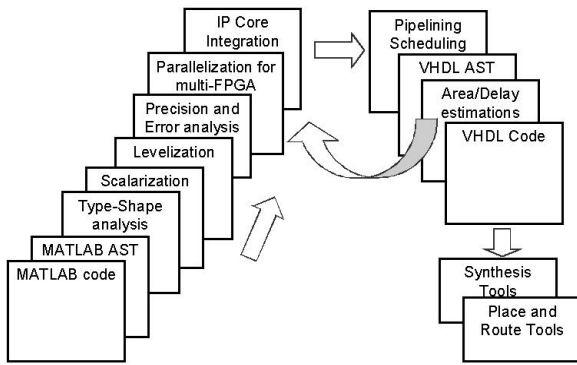 IP Core
Integration
Parallelization for
multi-FPGA
Precision and
Error analysis
Levelization
Scalarization
Type-Shape
analysis
MATLAB AST
MATLAB code
Pipelining
Scheduling
VHDL AST
Area/Delay
estimations
VHDL Code
Synthesis
Tools
Place and
Route Tools